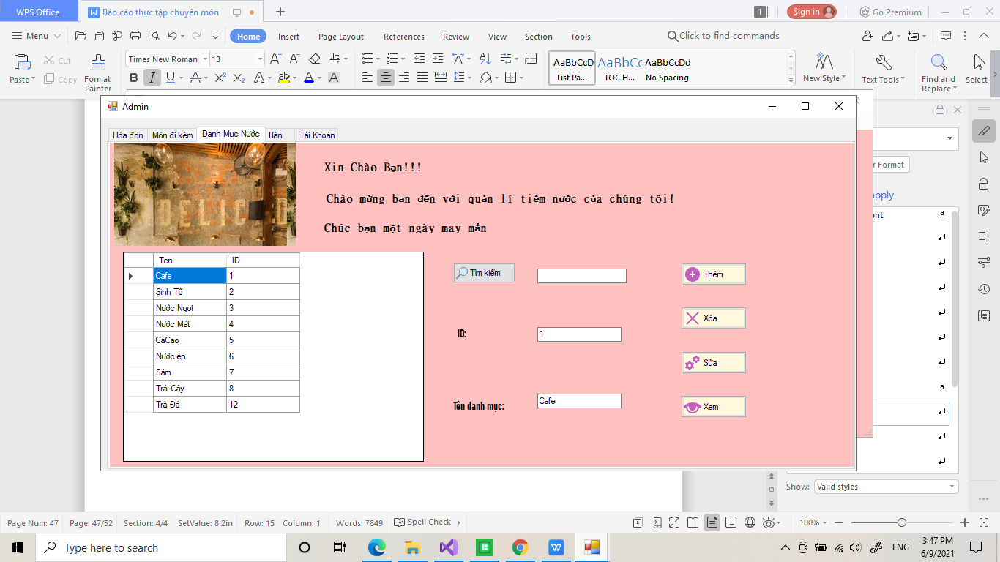 WPS Office Báo cáo thực tập chuyên môn 1 Sign in Go Premium
Menu Home Insert Page Layout References Review View Section Tools Click to find commands
Paste Cut Copy Format Painter Times New Roman 13 AaBbCcD AaBbCc AaBbCcDd
List Pa... TOC H... No Spacing New Style Text Tools Find and Replace Select
B I U
Admin
Hóa đơn Món đi kèm Danh Mục Nước Bàn Tài Khoản
Xin Chào Bạn!!!
Chào mừng bạn đến với quản lí tiệm nước của chúng tôi!
Chúc bạn một ngày may mắn
Ten ID
Cafe 1
Sinh Tố 2
Nước Ngọt 3
Nước Mát 4
CaCao 5
Nước ép 6
Sâm 7
Trái Cây 8
Trà Đá 12
Tìm kiếm
ID: 1
Tên danh mục: Cafe
Thêm
Xóa
Sửa
Xem
r Format
apply
ont
Show: Valid styles
Page Num: 47 Page: 47/52 Section: 4/4 SetValue: 8.2in Row: 15 Column: 1 Words: 7849 Spell Check 100%
Type here to search ENG 3:47 PM
6/9/2021